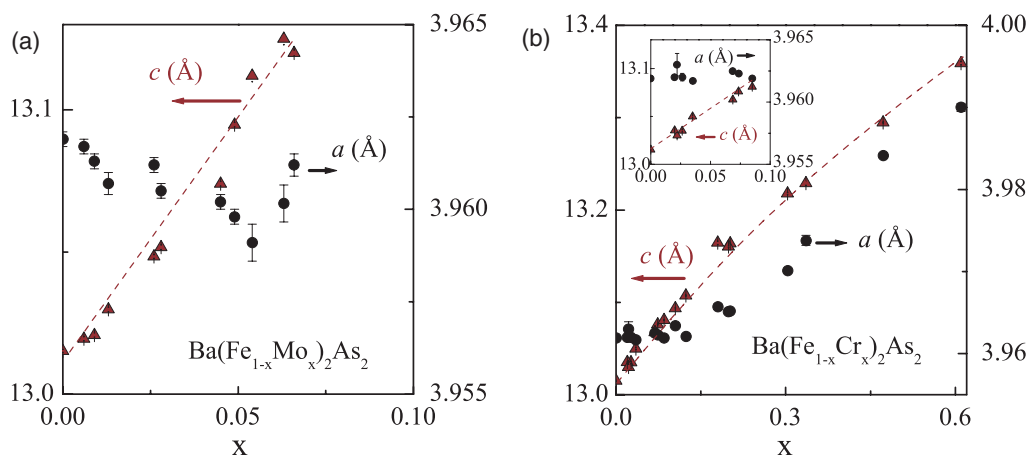 (a)
3.965
c (Å)
13.1
a (Å)
3.960
Ba(Fe1-xMox)2As2
13.0
3.955
0.00
0.05
0.10
x
(b)
13.4
4.00
3.965
a (Å)
13.1
3.960
c (Å)
13.0
3.955
0.00
0.05
0.10
3.98
13.2
a (Å)
c (Å)
Ba(Fe1-xCrx)2As2
3.96
13.0
0.0
0.3
0.6
x